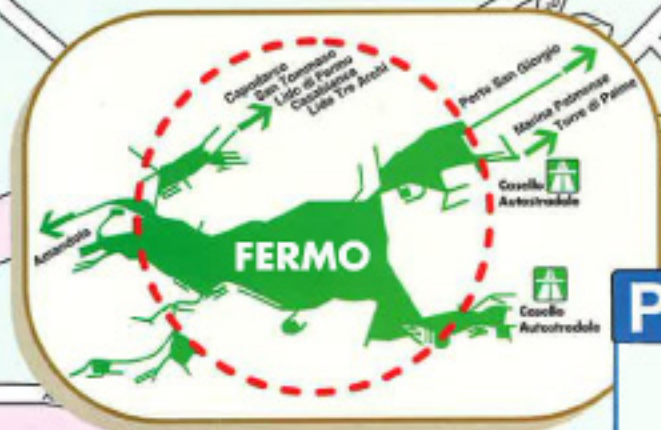 Capodarco
San Tommaso
Lido di Fermo
Casabianca
Lido Tre Archi
Porto San Giorgio
Marina Palmense
Torre di Palme
Casello
Autostradale
Amandola
FERMO
Casello
Autostradale
P